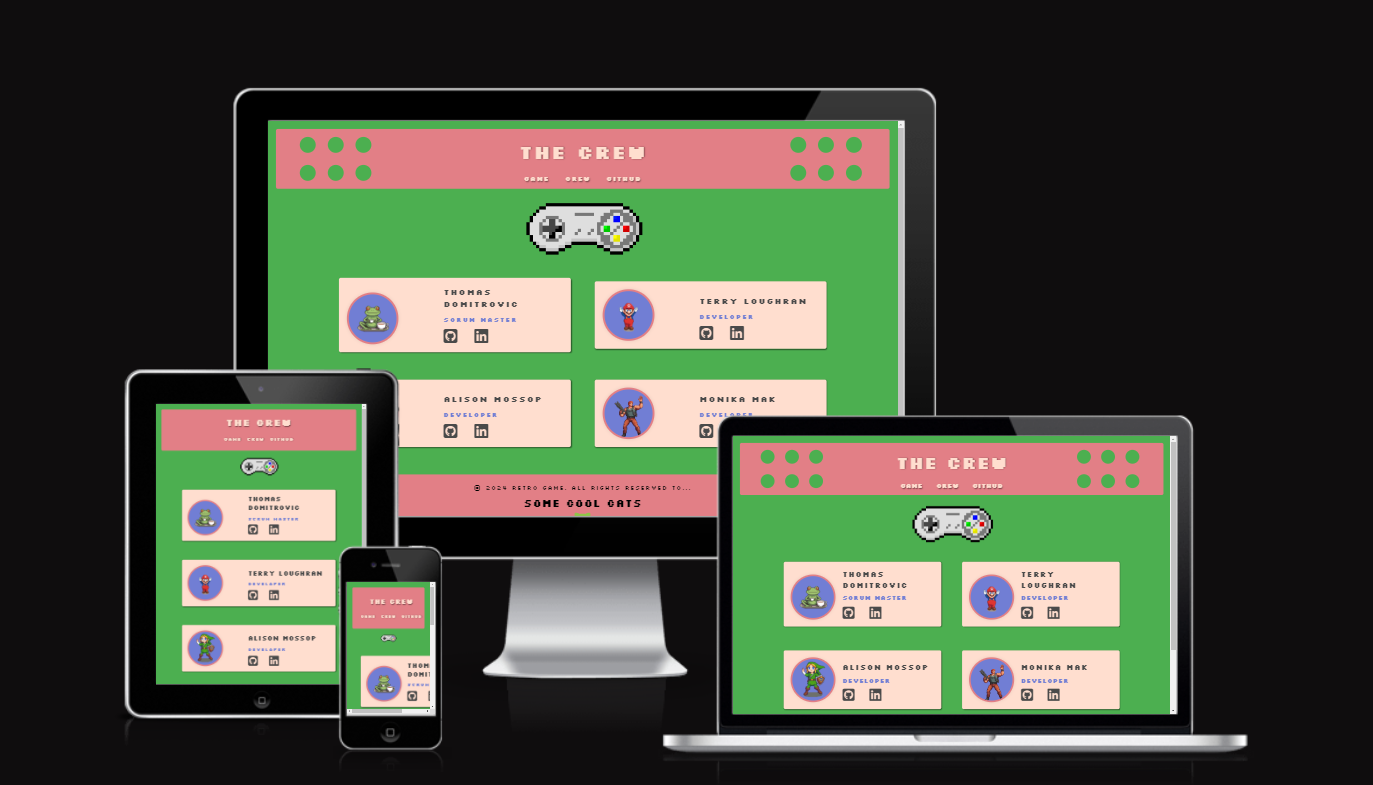 THE CREW
GAME CREW GITHUB
THOMAS
DOMITROVIC
SCRUM MASTER
TERRY LOUGHRAN
DEVELOPER
ALISON MOSSOP
DEVELOPER
MONIKA MAK
DEVELOPER
© 2024 RETRO GAME. ALL RIGHTS RESERVED TO...
SOME COOL CATS
THE CREW
GAME CREW GITHUB
THOMAS
DOMITROVIC
SCRUM MASTER
TERRY LOUGHRAN
DEVELOPER
ALISON MOSSOP
DEVELOPER
THE CREW
GAME CREW GITHUB
THOM
DOMI
SCRUM
THE CREW
GAME CREW GITHUB
THOMAS
DOMITROVIC
SCRUM MASTER
TERRY
LOUGHRAN
DEVELOPER
ALISON MOSSOP
DEVELOPER
MONIKA MAK
DEVELOPER